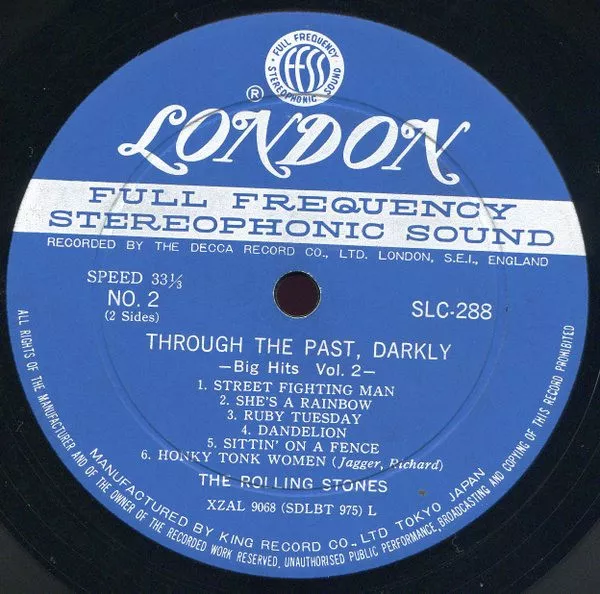 FULL FREQUENCY
FFSS
STEREOPHONIC SOUND
®
LONDON
FULL FREQUENCY
STEREOPHONIC SOUND
RECORDED BY THE DECCA RECORD CO., LTD. LONDON, S.E.I., ENGLAND
SPEED 33⅓
NO. 2
(2 Sides)
SLC-288
THROUGH THE PAST, DARKLY
—Big Hits Vol. 2—
1. STREET FIGHTING MAN
2. SHE'S A RAINBOW
3. RUBY TUESDAY
4. DANDELION
5. SITTIN' ON A FENCE
6. HONKY TONK WOMEN (Jagger, Richard)
THE ROLLING STONES
XZAL 9068 (SDLBT 975) L
MANUFACTURED BY KING RECORD CO., LTD TOKYO JAPAN
ALL RIGHTS OF THE MANUFACTURER AND OF THE OWNER OF THE RECORDED WORK RESERVED. UNAUTHORISED PUBLIC PERFORMANCE, BROADCASTING AND COPYING OF THIS RECORD PROHIBITED